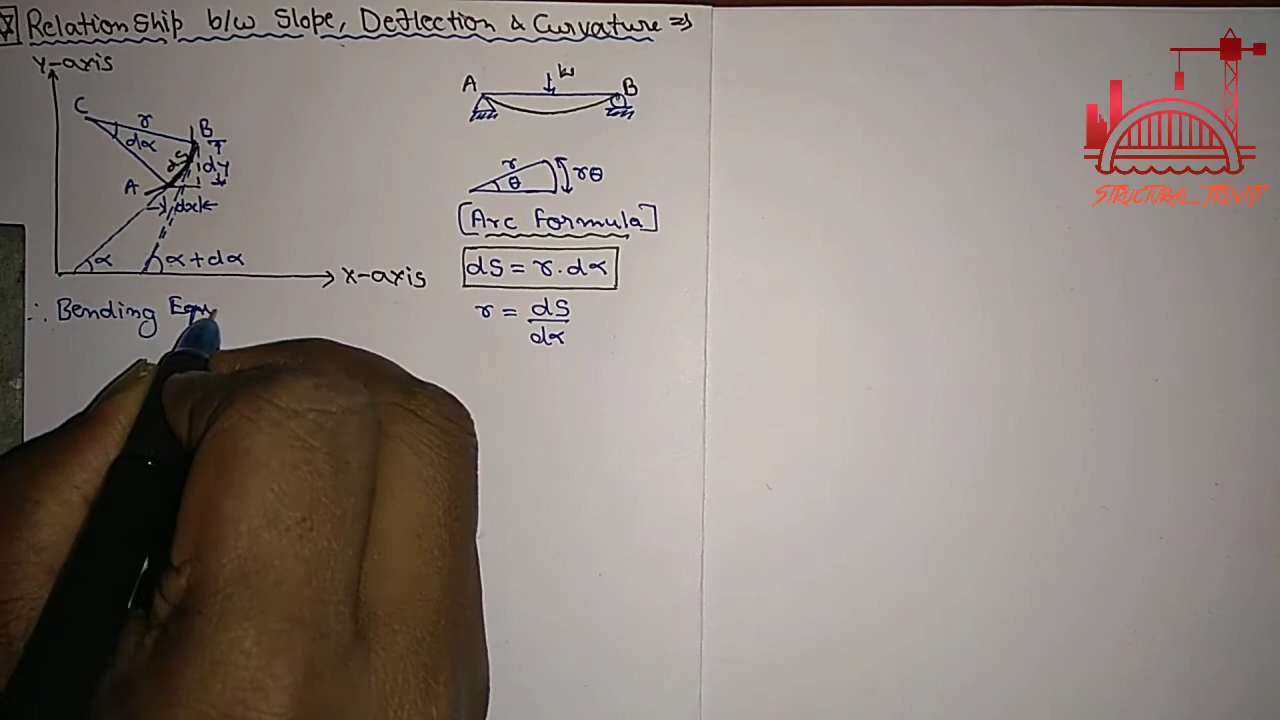 Relationship b/w Slope, Deflection & Curvature ⇒
Y-axis
C
r
dα
B
ds
dy
A
dx
α
α+dα
X-axis
A
w
B
r
θ
rθ
[Arc formula]
dS = r.dα
r = dS/dα
∴ Bending Equ
STRUCTURAL_TRINITY